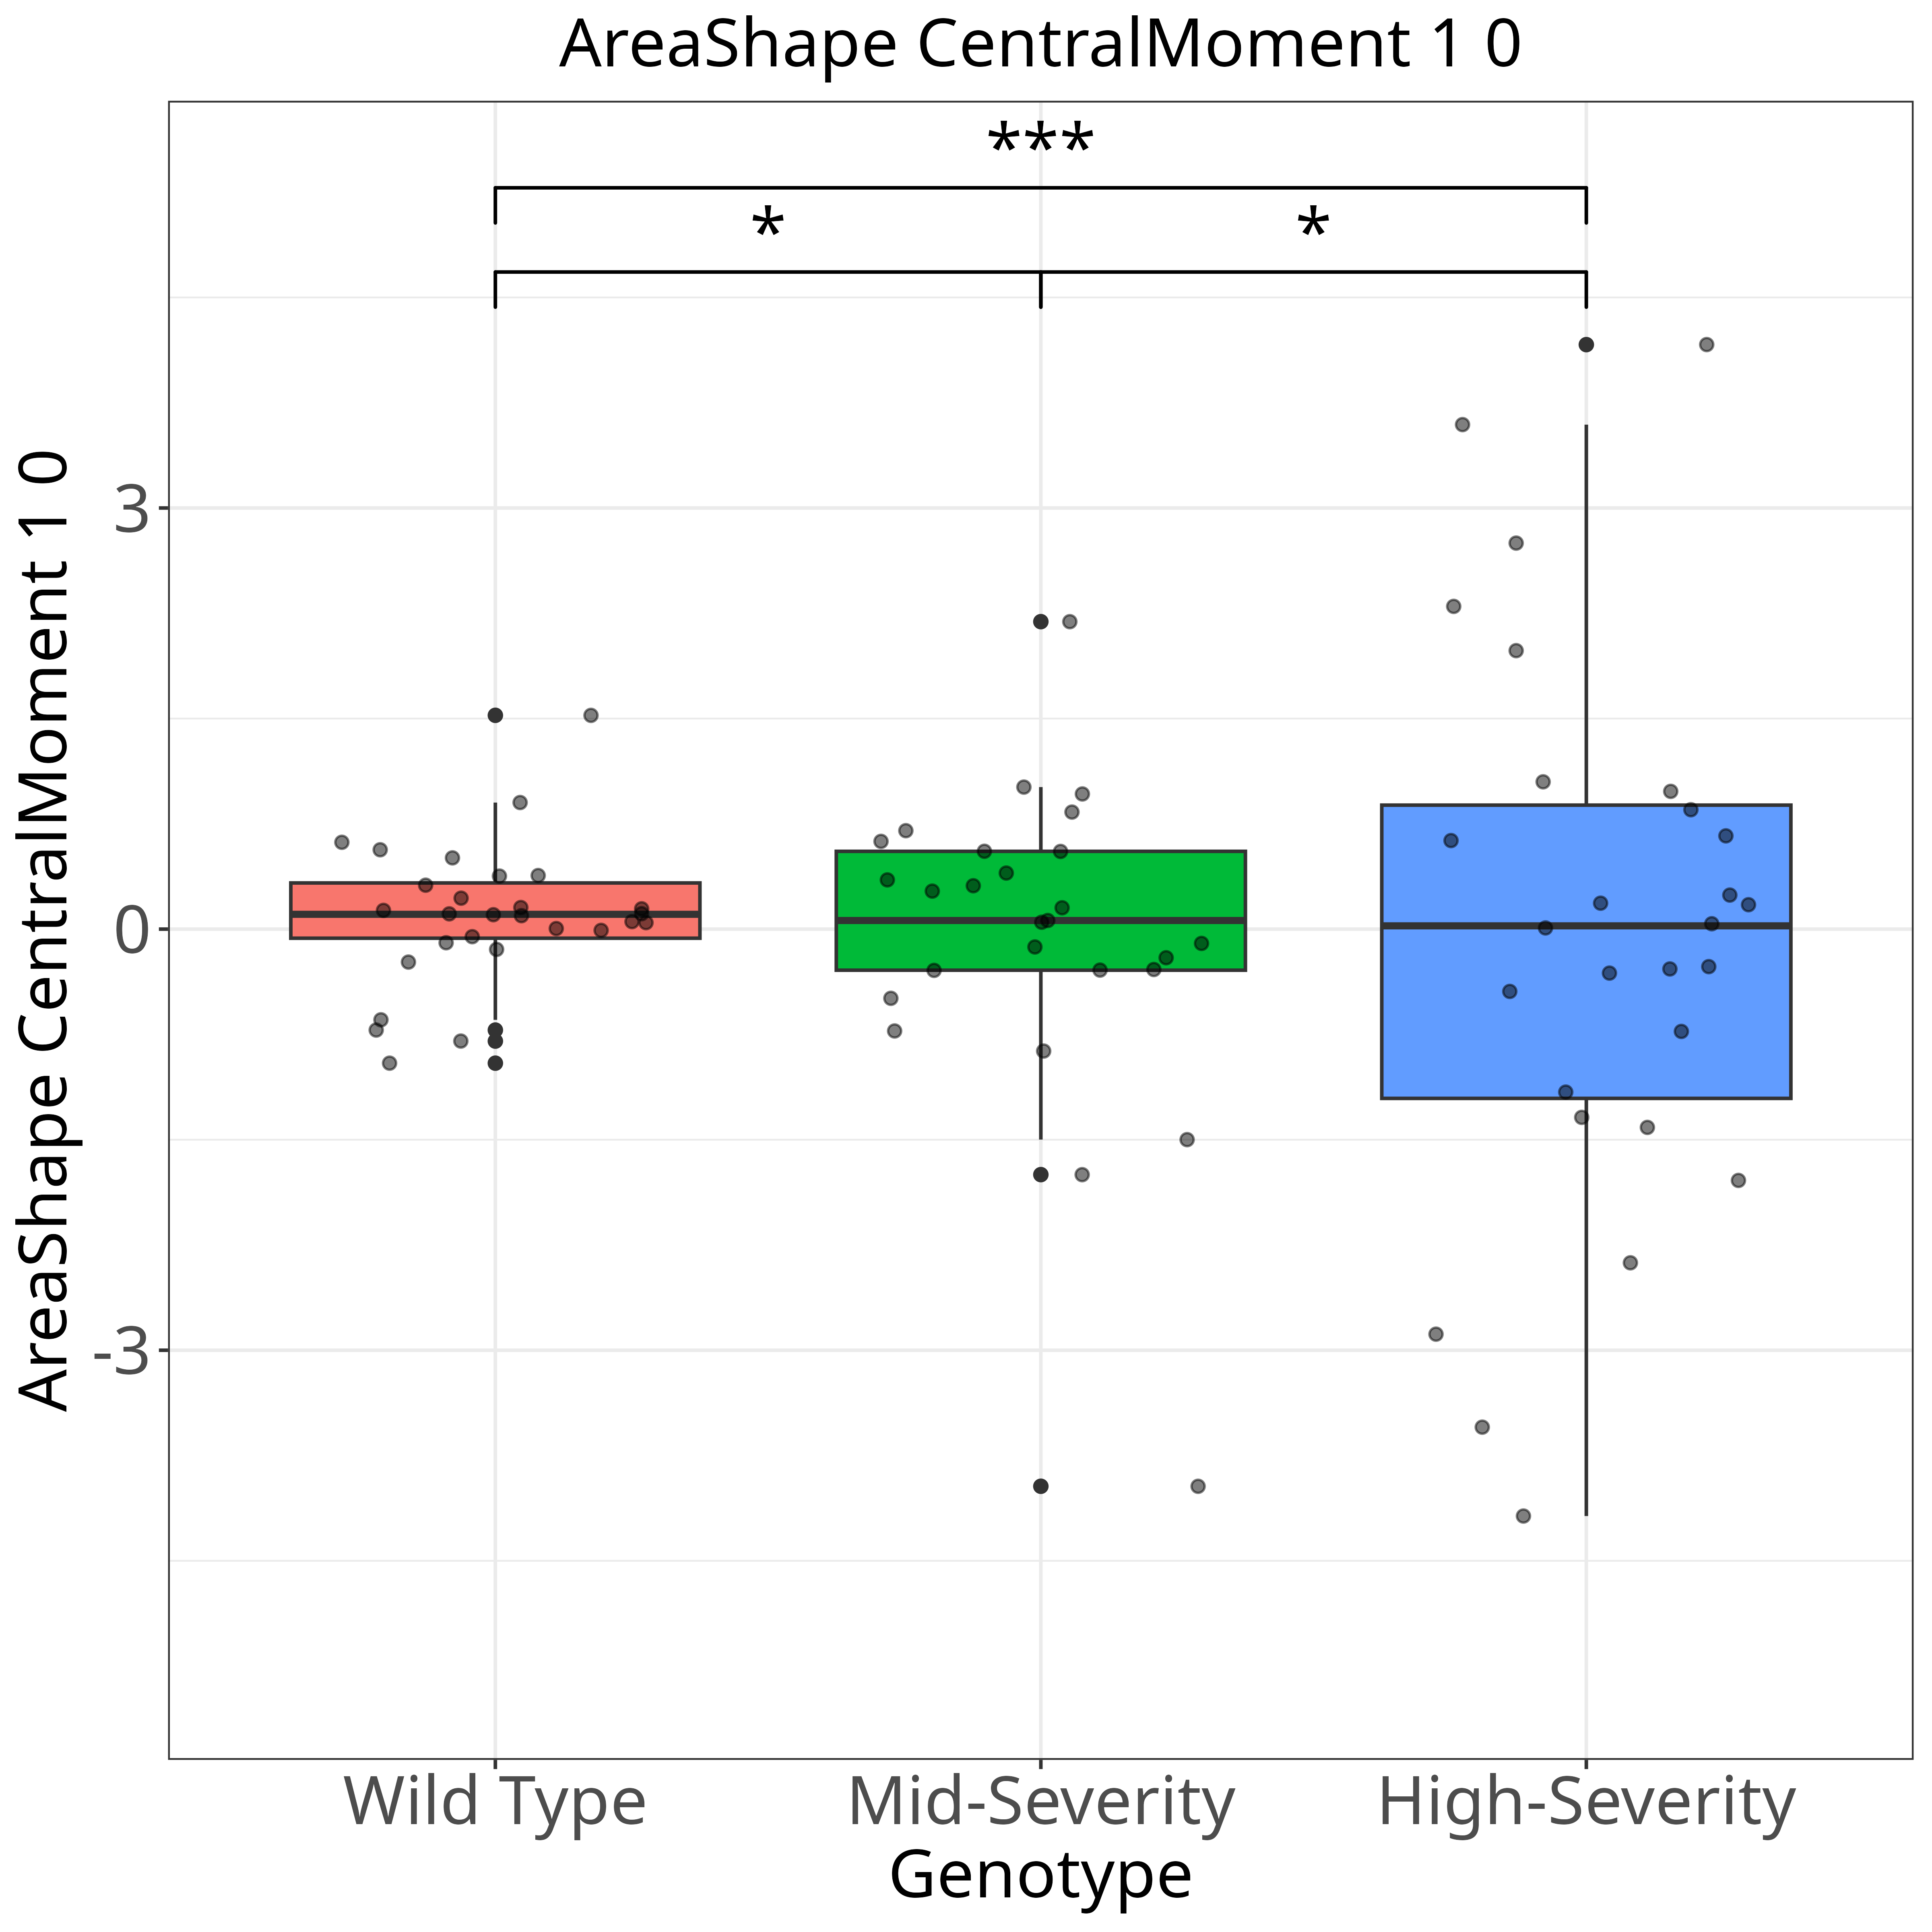 AreaShape CentralMoment 1 0
***
* *
AreaShape CentralMoment 1 0
3
0
-3
Wild Type Mid-Severity High-Severity
Genotype